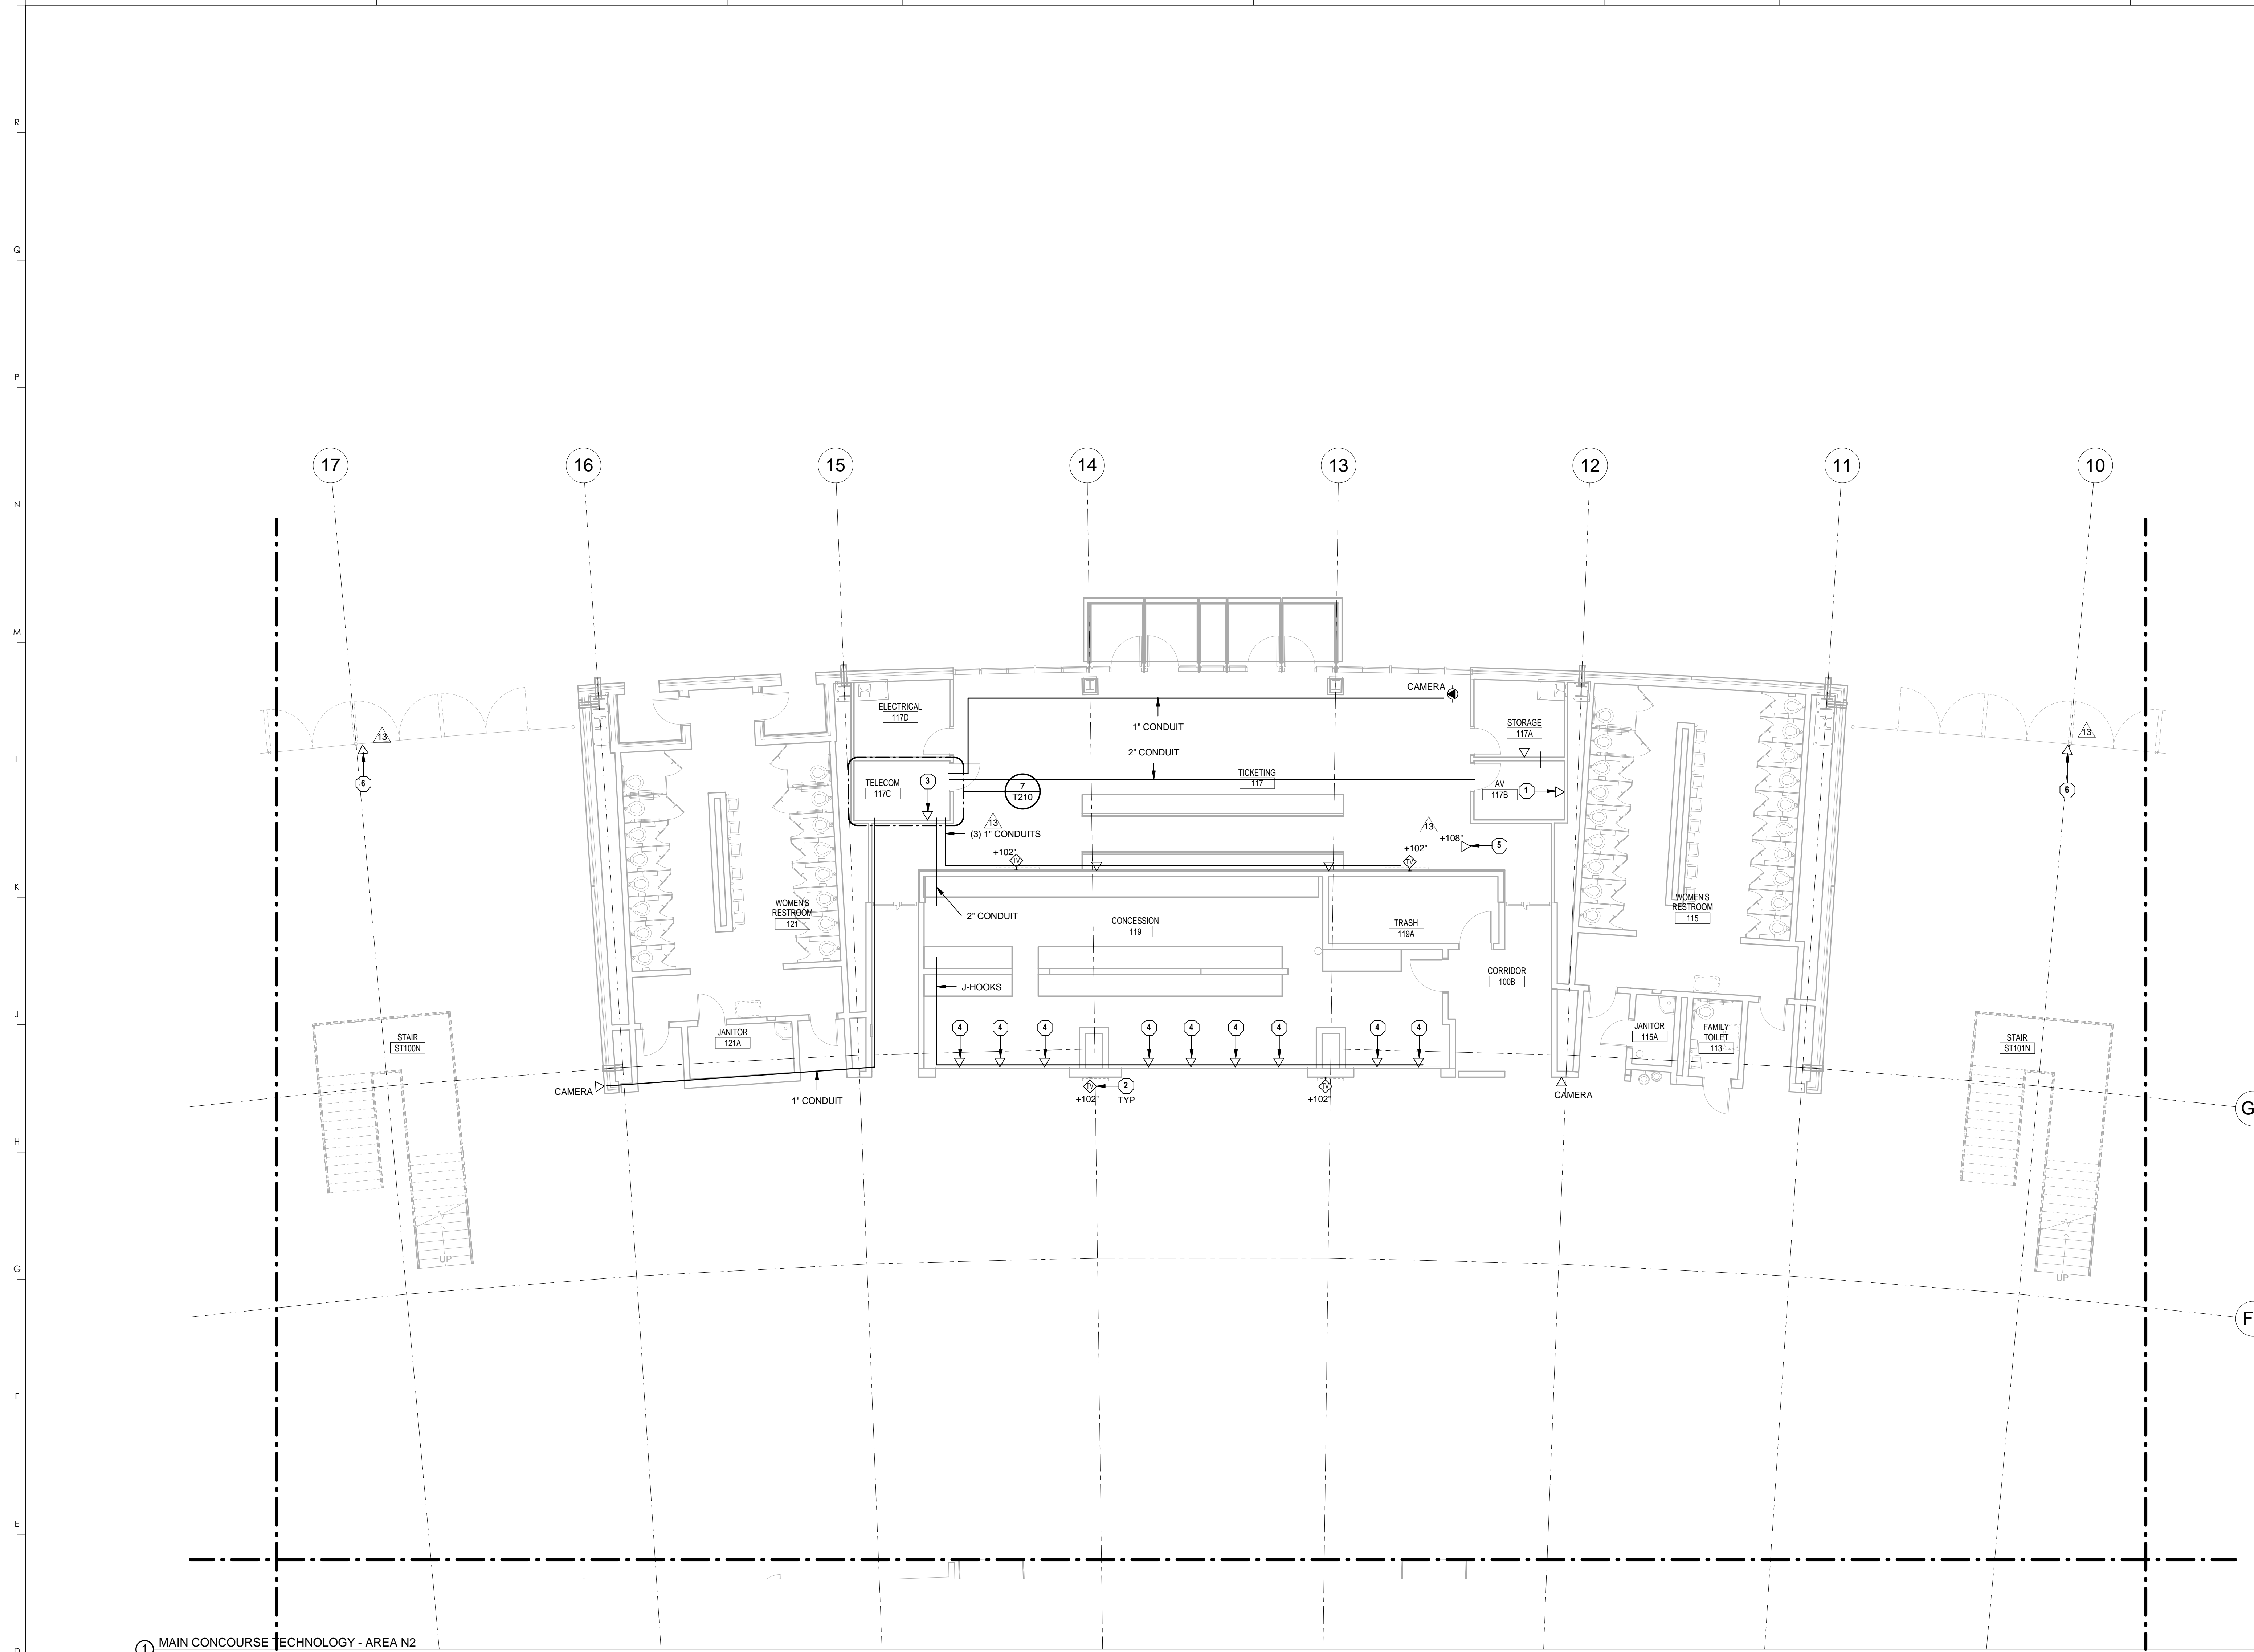 R
Q
P
17
16
15
14
13
12
11
10
N
M
CAMERA
ELECTRICAL
117D
STORAGE
117A
1" CONDUIT
13
13
2" CONDUIT
L
TICKETING
117
TELECOM
117C
3
7
T210
AV
117B
1
6
6
13
(3) 1" CONDUITS
13
+108"
5
+102"
TV
+102"
TV
K
2" CONDUIT
WOMEN'S
RESTROOM
121
CONCESSION
119
TRASH
119A
WOMEN'S
RESTROOM
115
CORRIDOR
100B
J-HOOKS
J
4
4
4
4
4
4
4
4
4
STAIR
ST100N
JANITOR
121A
JANITOR
115A
FAMILY
TOILET
113
STAIR
ST101N
CAMERA
1" CONDUIT
TV
2
TYP
+102"
TV
+102"
CAMERA
G
H
UP
UP
G
F
F
E
D
1
MAIN CONCOURSE TECHNOLOGY - AREA N2